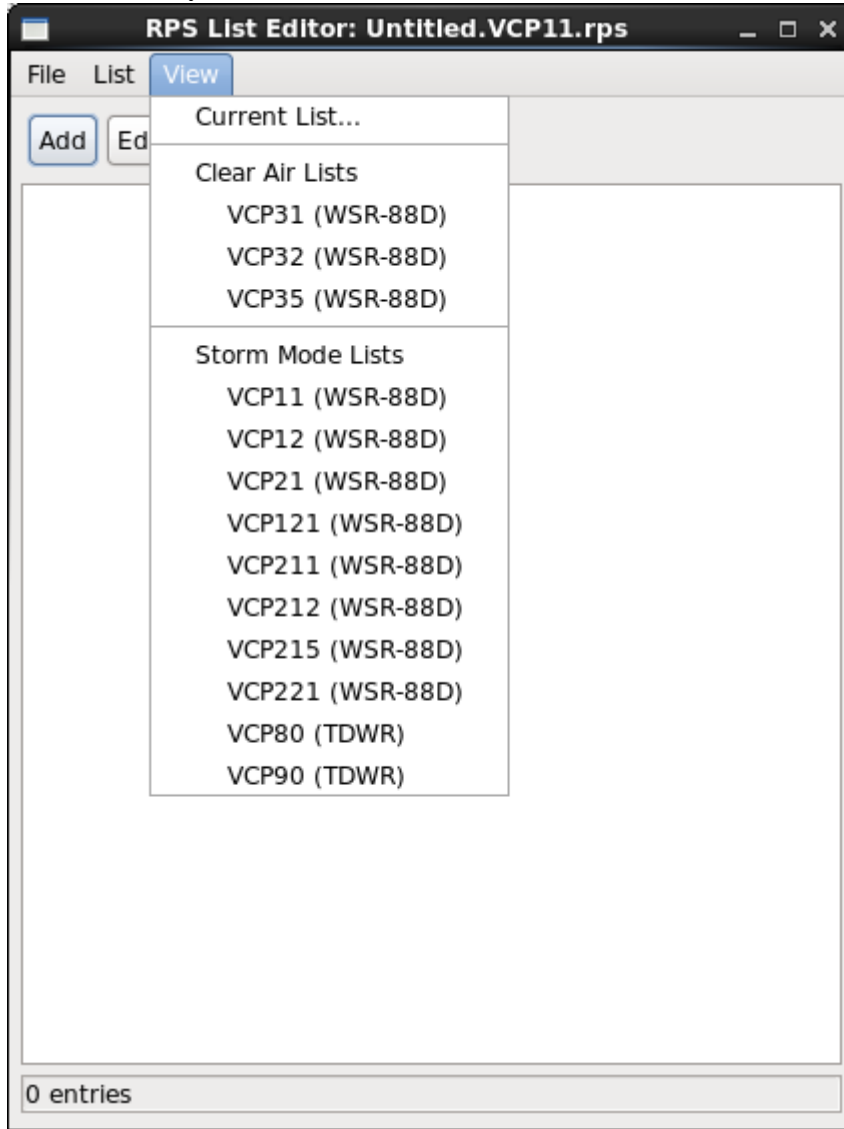 RPS List Editor: Untitled.VCP11.rps
File List View
Add Ed
Current List...
Clear Air Lists
VCP31 (WSR-88D)
VCP32 (WSR-88D)
VCP35 (WSR-88D)
Storm Mode Lists
VCP11 (WSR-88D)
VCP12 (WSR-88D)
VCP21 (WSR-88D)
VCP121 (WSR-88D)
VCP211 (WSR-88D)
VCP212 (WSR-88D)
VCP215 (WSR-88D)
VCP221 (WSR-88D)
VCP80 (TDWR)
VCP90 (TDWR)
0 entries